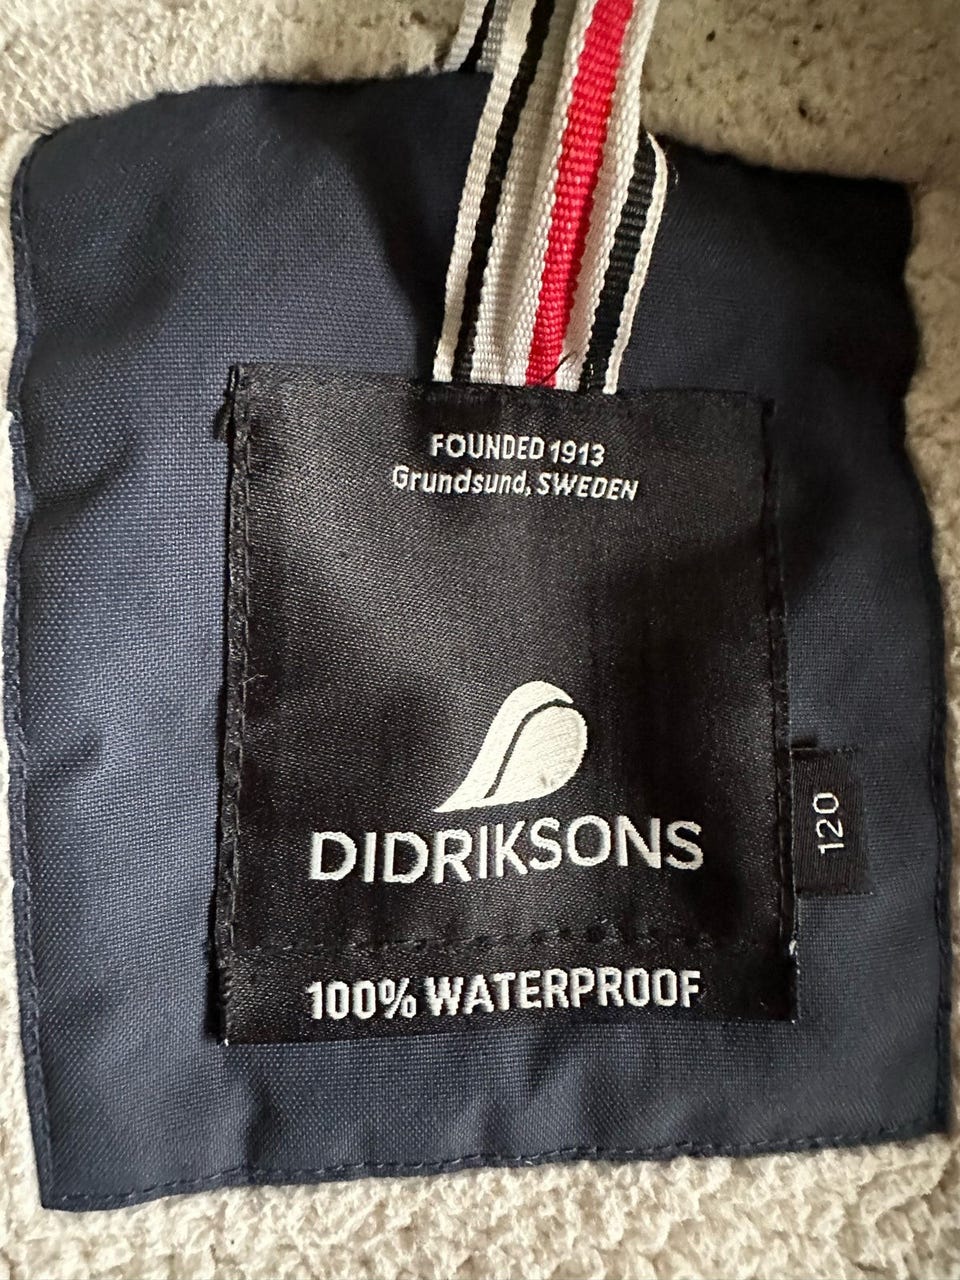 FOUNDED 1913
Grundsund, SWEDEN
DIDRIKSONS
120
100% WATERPROOF